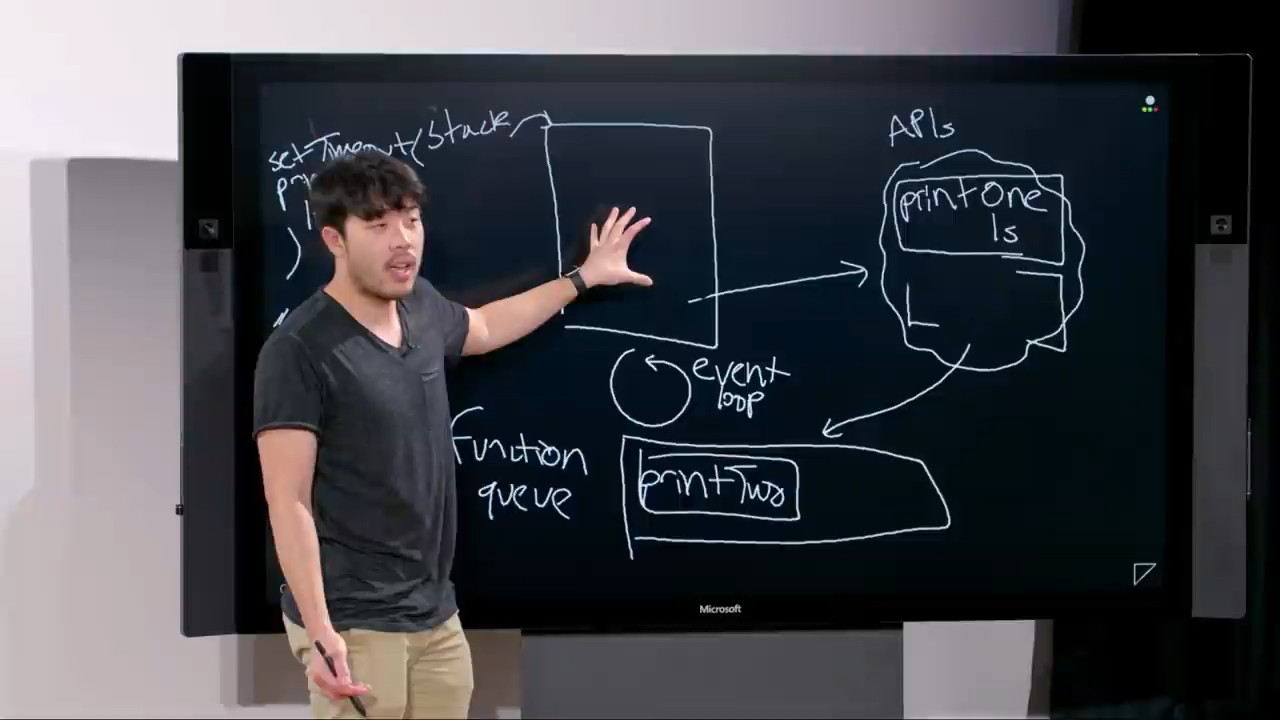 setTimeout(
Stack
)
APIs
printOne
1s
event
loop
function
queue
printTwo
Microsoft